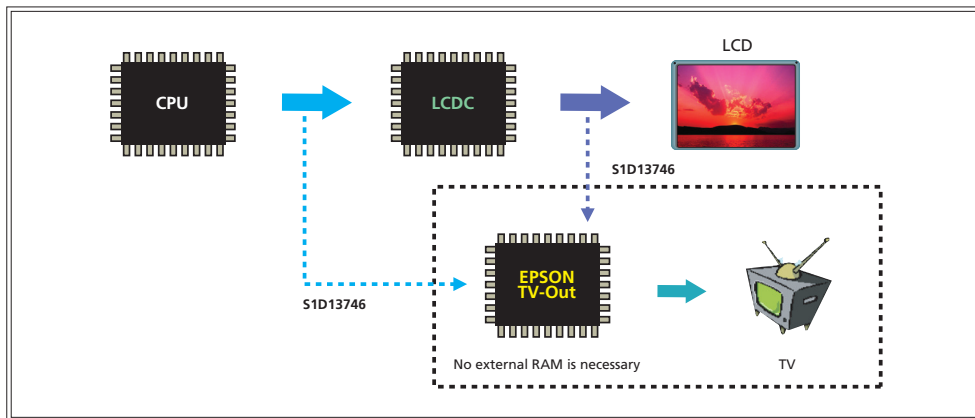 LCD
CPU
LCDC
S1D13746
EPSON
TV-Out
S1D13746
No external RAM is necessary
TV